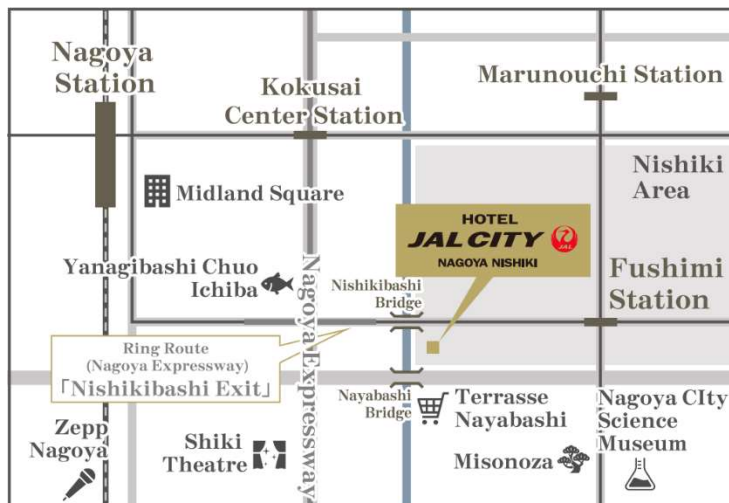 Nagoya
Station
Kokusai
Center Station
Marunouchi Station
Midland Square
Nishiki
Area
HOTEL
JAL CITY
JAL
NAGOYA NISHIKI
Yanagibashi Chuo
Ichiba
Nagoya Expressway
Nishikibashi
Bridge
Fushimi
Station
Ring Route
(Nagoya Expressway)
「Nishikibashi Exit」
Nayabashi
Bridge
Terrasse
Nayabashi
Nagoya CIty
Science
Museum
Zepp
Nagoya
Shiki
Theatre
Misonoza